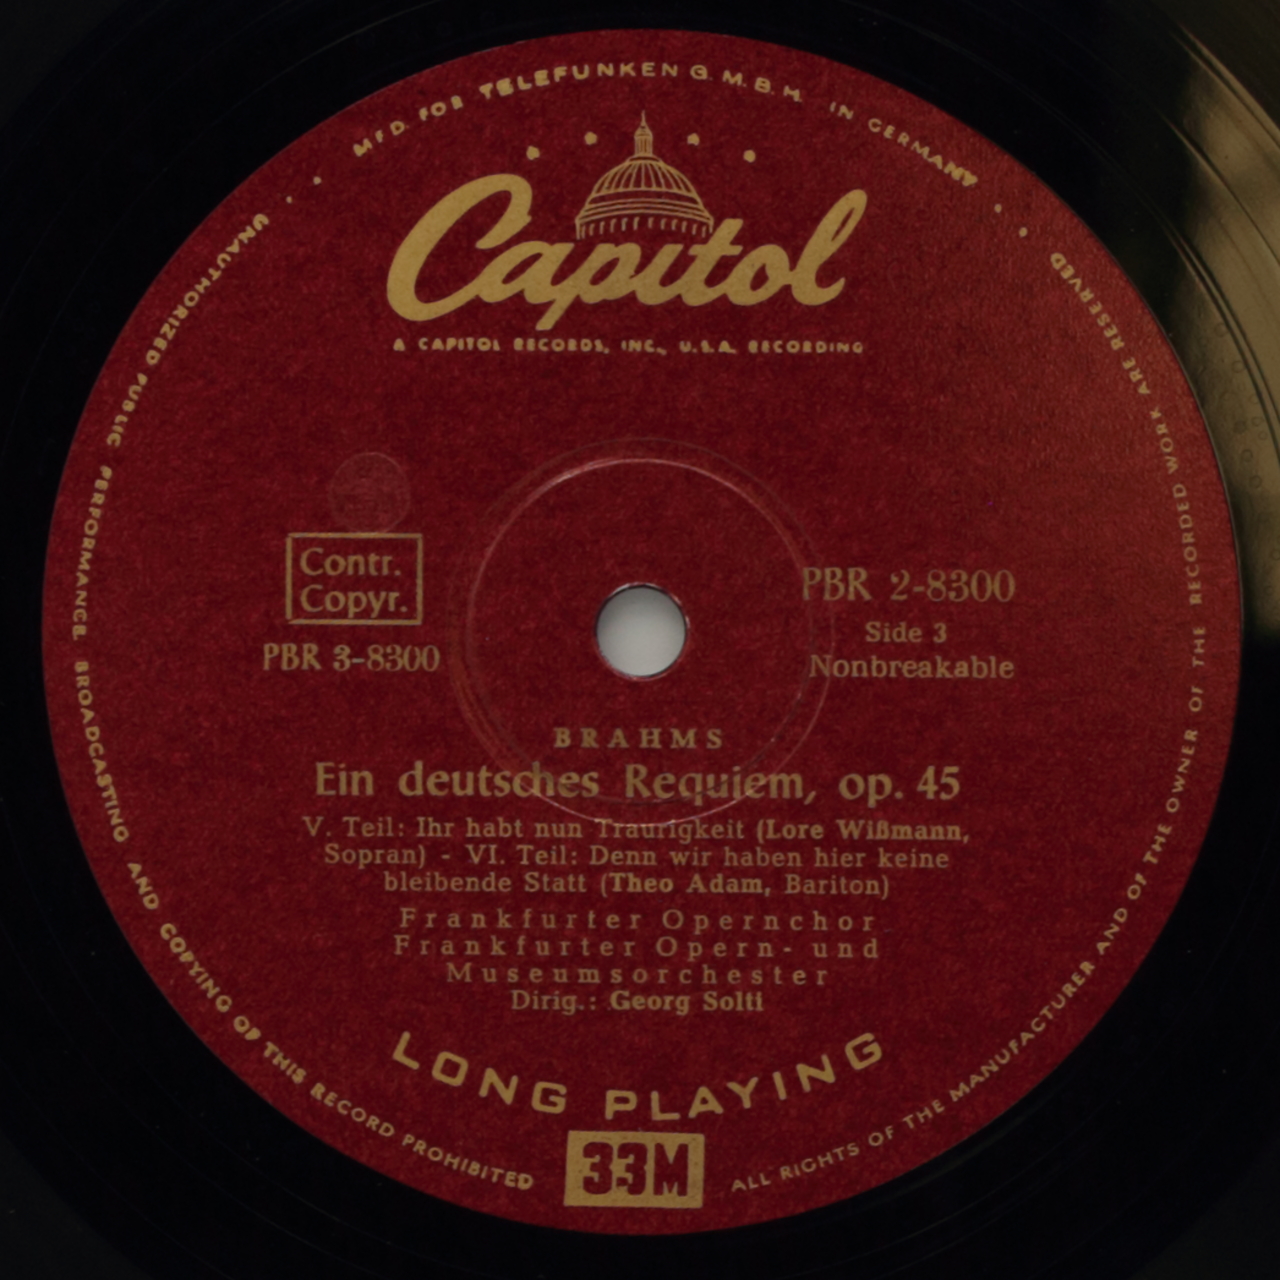 MFD. FOR TELEFUNKEN G.M.B.H. IN GERMANY
Capitol
A CAPITOL RECORDS, INC., U.S.A. RECORDING
Contr.
Copyr.
PBR 3-8300
PBR 2-8300
Side 3
Nonbreakable
BRAHMS
Ein deutsches Requiem, op. 45
V. Teil: Ihr habt nun Traurigkeit (Lore Wißmann,
Sopran) - VI. Teil: Denn wir haben hier keine
bleibende Statt (Theo Adam, Bariton)
Frankfurter Opernchor
Frankfurter Opern- und
Museumsorchester
Dirig.: Georg Solti
LONG PLAYING
33M
UNAUTHORIZED PUBLIC PERFORMANCE BROADCASTING AND COPYING OF THIS RECORD PROHIBITED
ALL RIGHTS OF THE MANUFACTURER AND OF THE OWNER OF THE RECORDED WORK ARE RESERVED